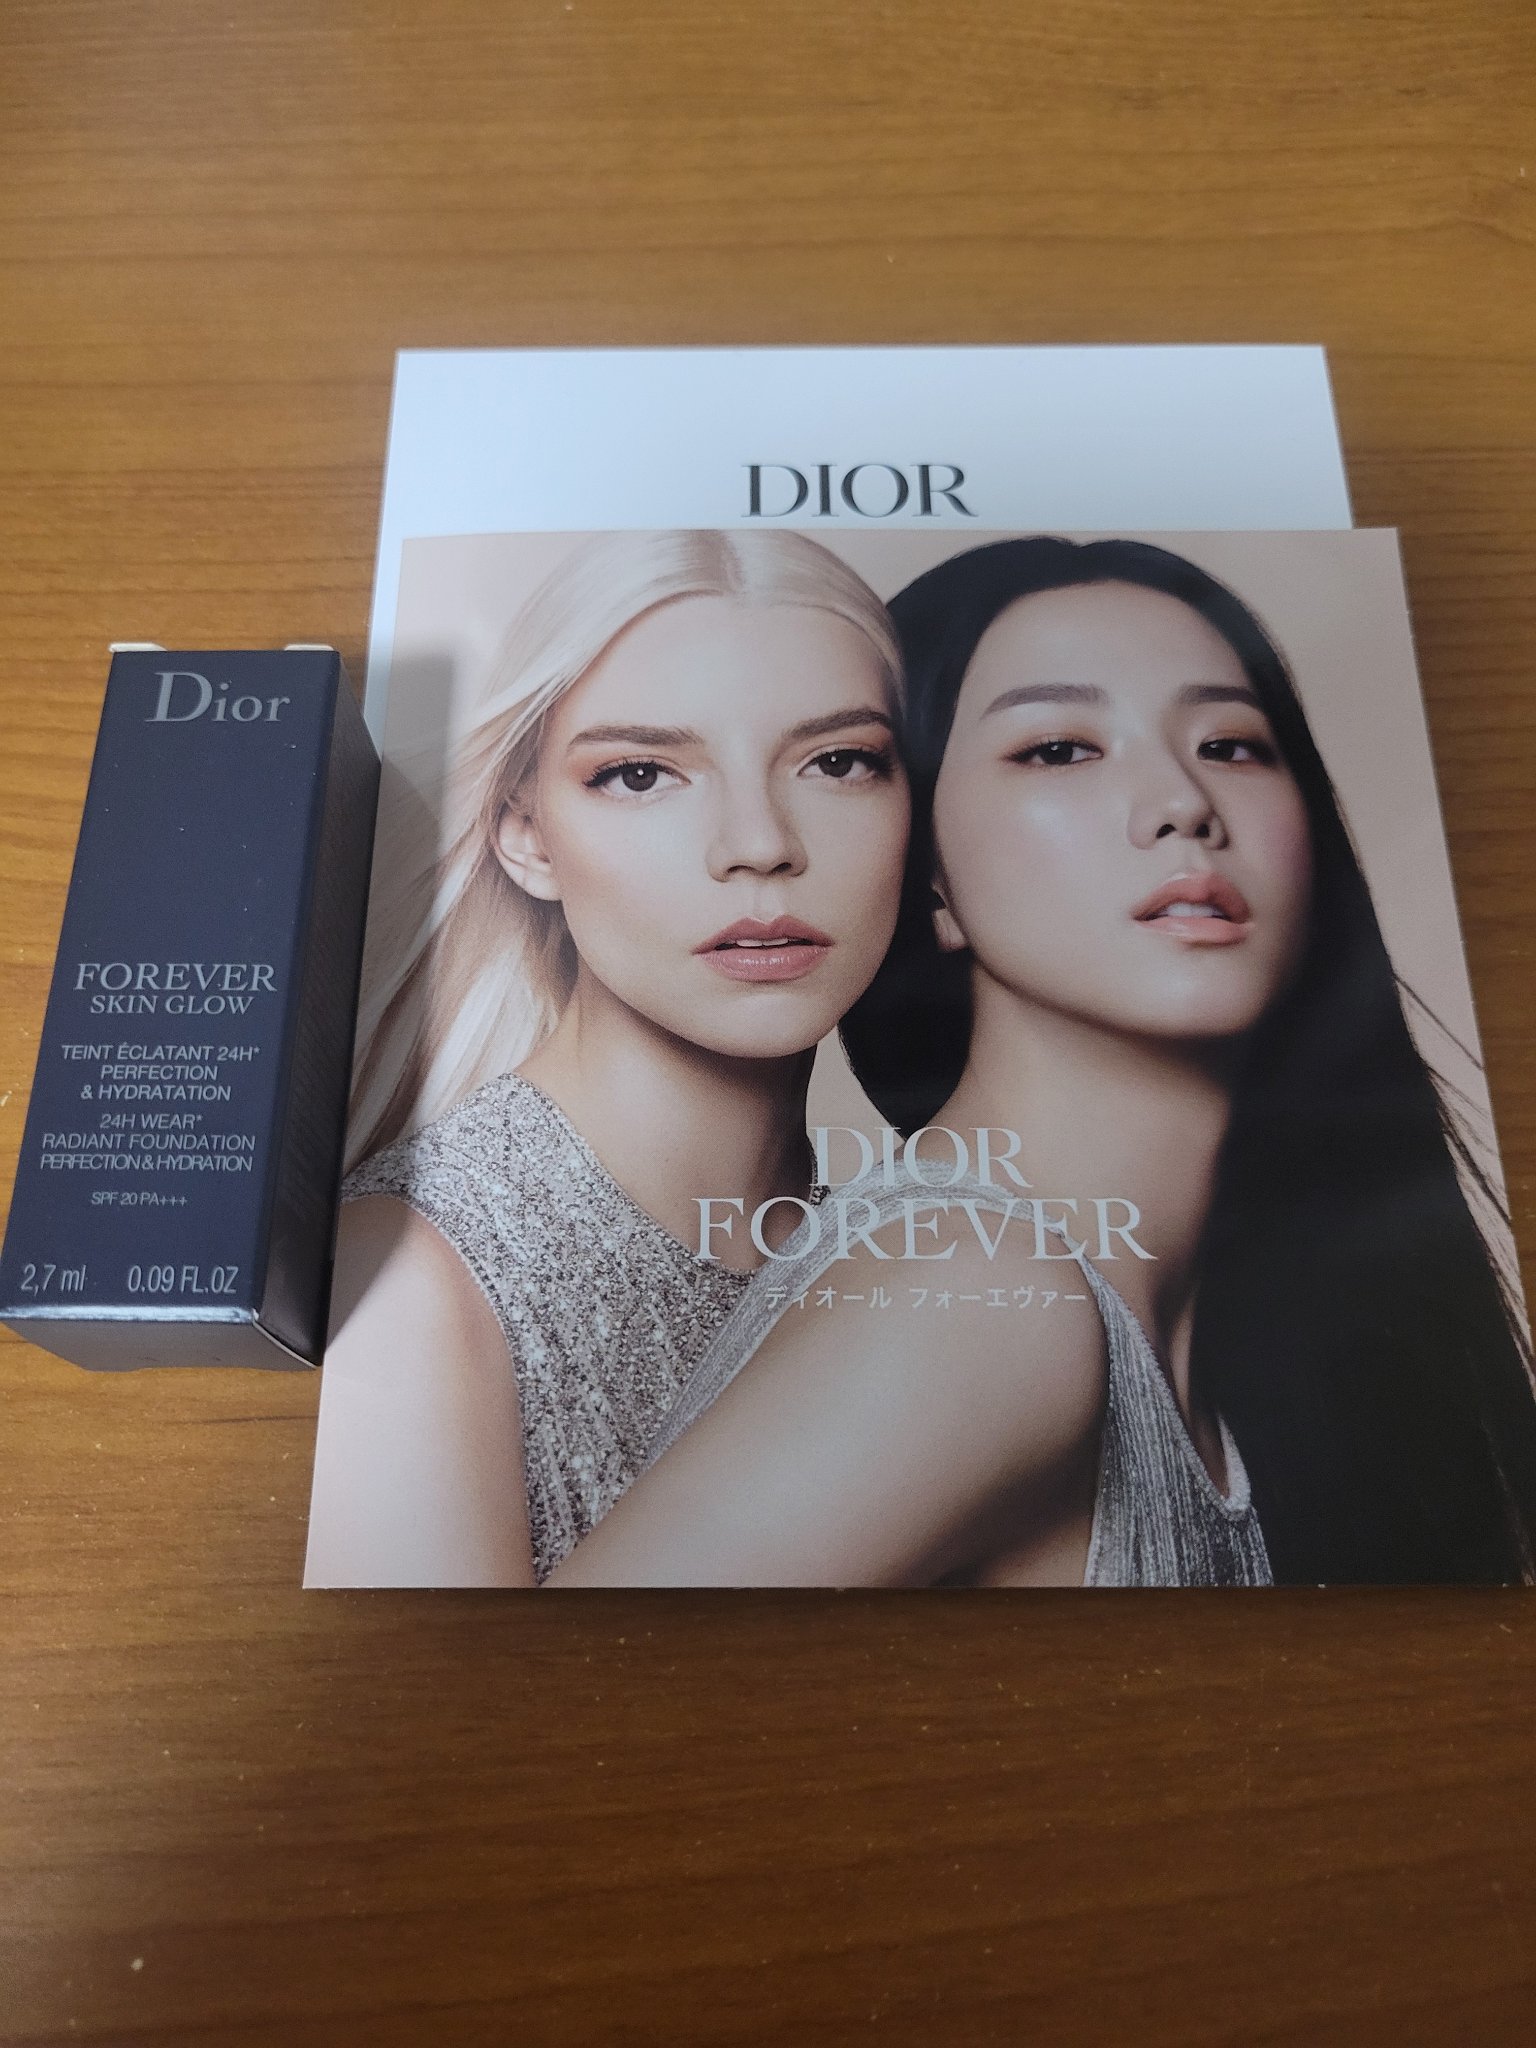 DIOR
Dior
FOREVER
SKIN GLOW
TEINT ÉCLATANT 24H*
PERFECTION
& HYDRATATION
24H WEAR*
RADIANT FOUNDATION
PERFECTION & HYDRATION
SPF 20 PA+++
2,7 ml 0.09 FL.OZ
DIOR
FOREVER
ディオール フォーエヴァー